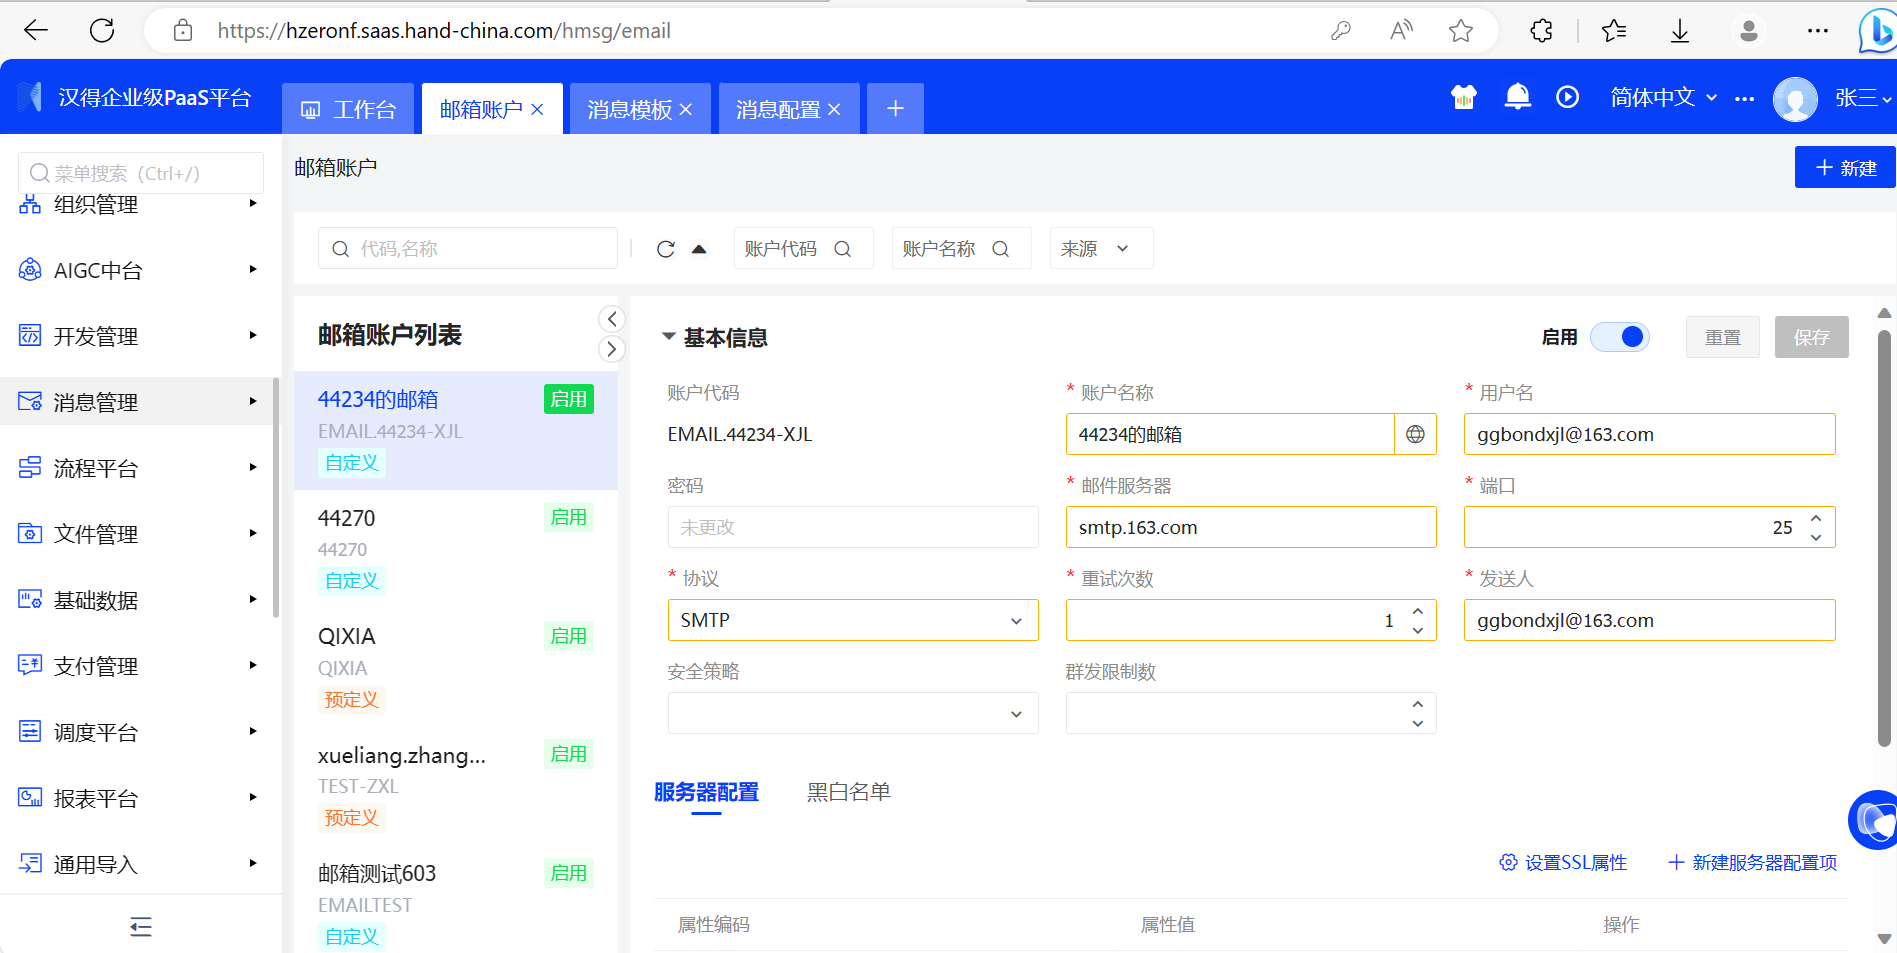 https://hzeronf.saas.hand-china.com/hmsg/email
汉得企业级PaaS平台
工作台
邮箱账户
消息模板
消息配置
简体中文
张三
菜单搜索（Ctrl+/）
组织管理
AIGC中台
开发管理
消息管理
流程平台
文件管理
基础数据
支付管理
调度平台
报表平台
通用导入
邮箱账户
新建
代码,名称
账户代码
账户名称
来源
邮箱账户列表
44234的邮箱
启用
EMAIL.44234-XJL
自定义
44270
启用
44270
自定义
QIXIA
启用
QIXIA
预定义
xueliang.zhang...
启用
TEST-ZXL
预定义
邮箱测试603
启用
EMAILTEST
自定义
基本信息
启用
重置
保存
账户代码
* 账户名称
* 用户名
EMAIL.44234-XJL
44234的邮箱
ggbondxjl@163.com
密码
* 邮件服务器
* 端口
未更改
smtp.163.com
25
* 协议
* 重试次数
* 发送人
SMTP
1
ggbondxjl@163.com
安全策略
群发限制数
服务器配置
黑白名单
设置SSL属性
新建服务器配置项
属性编码
属性值
操作